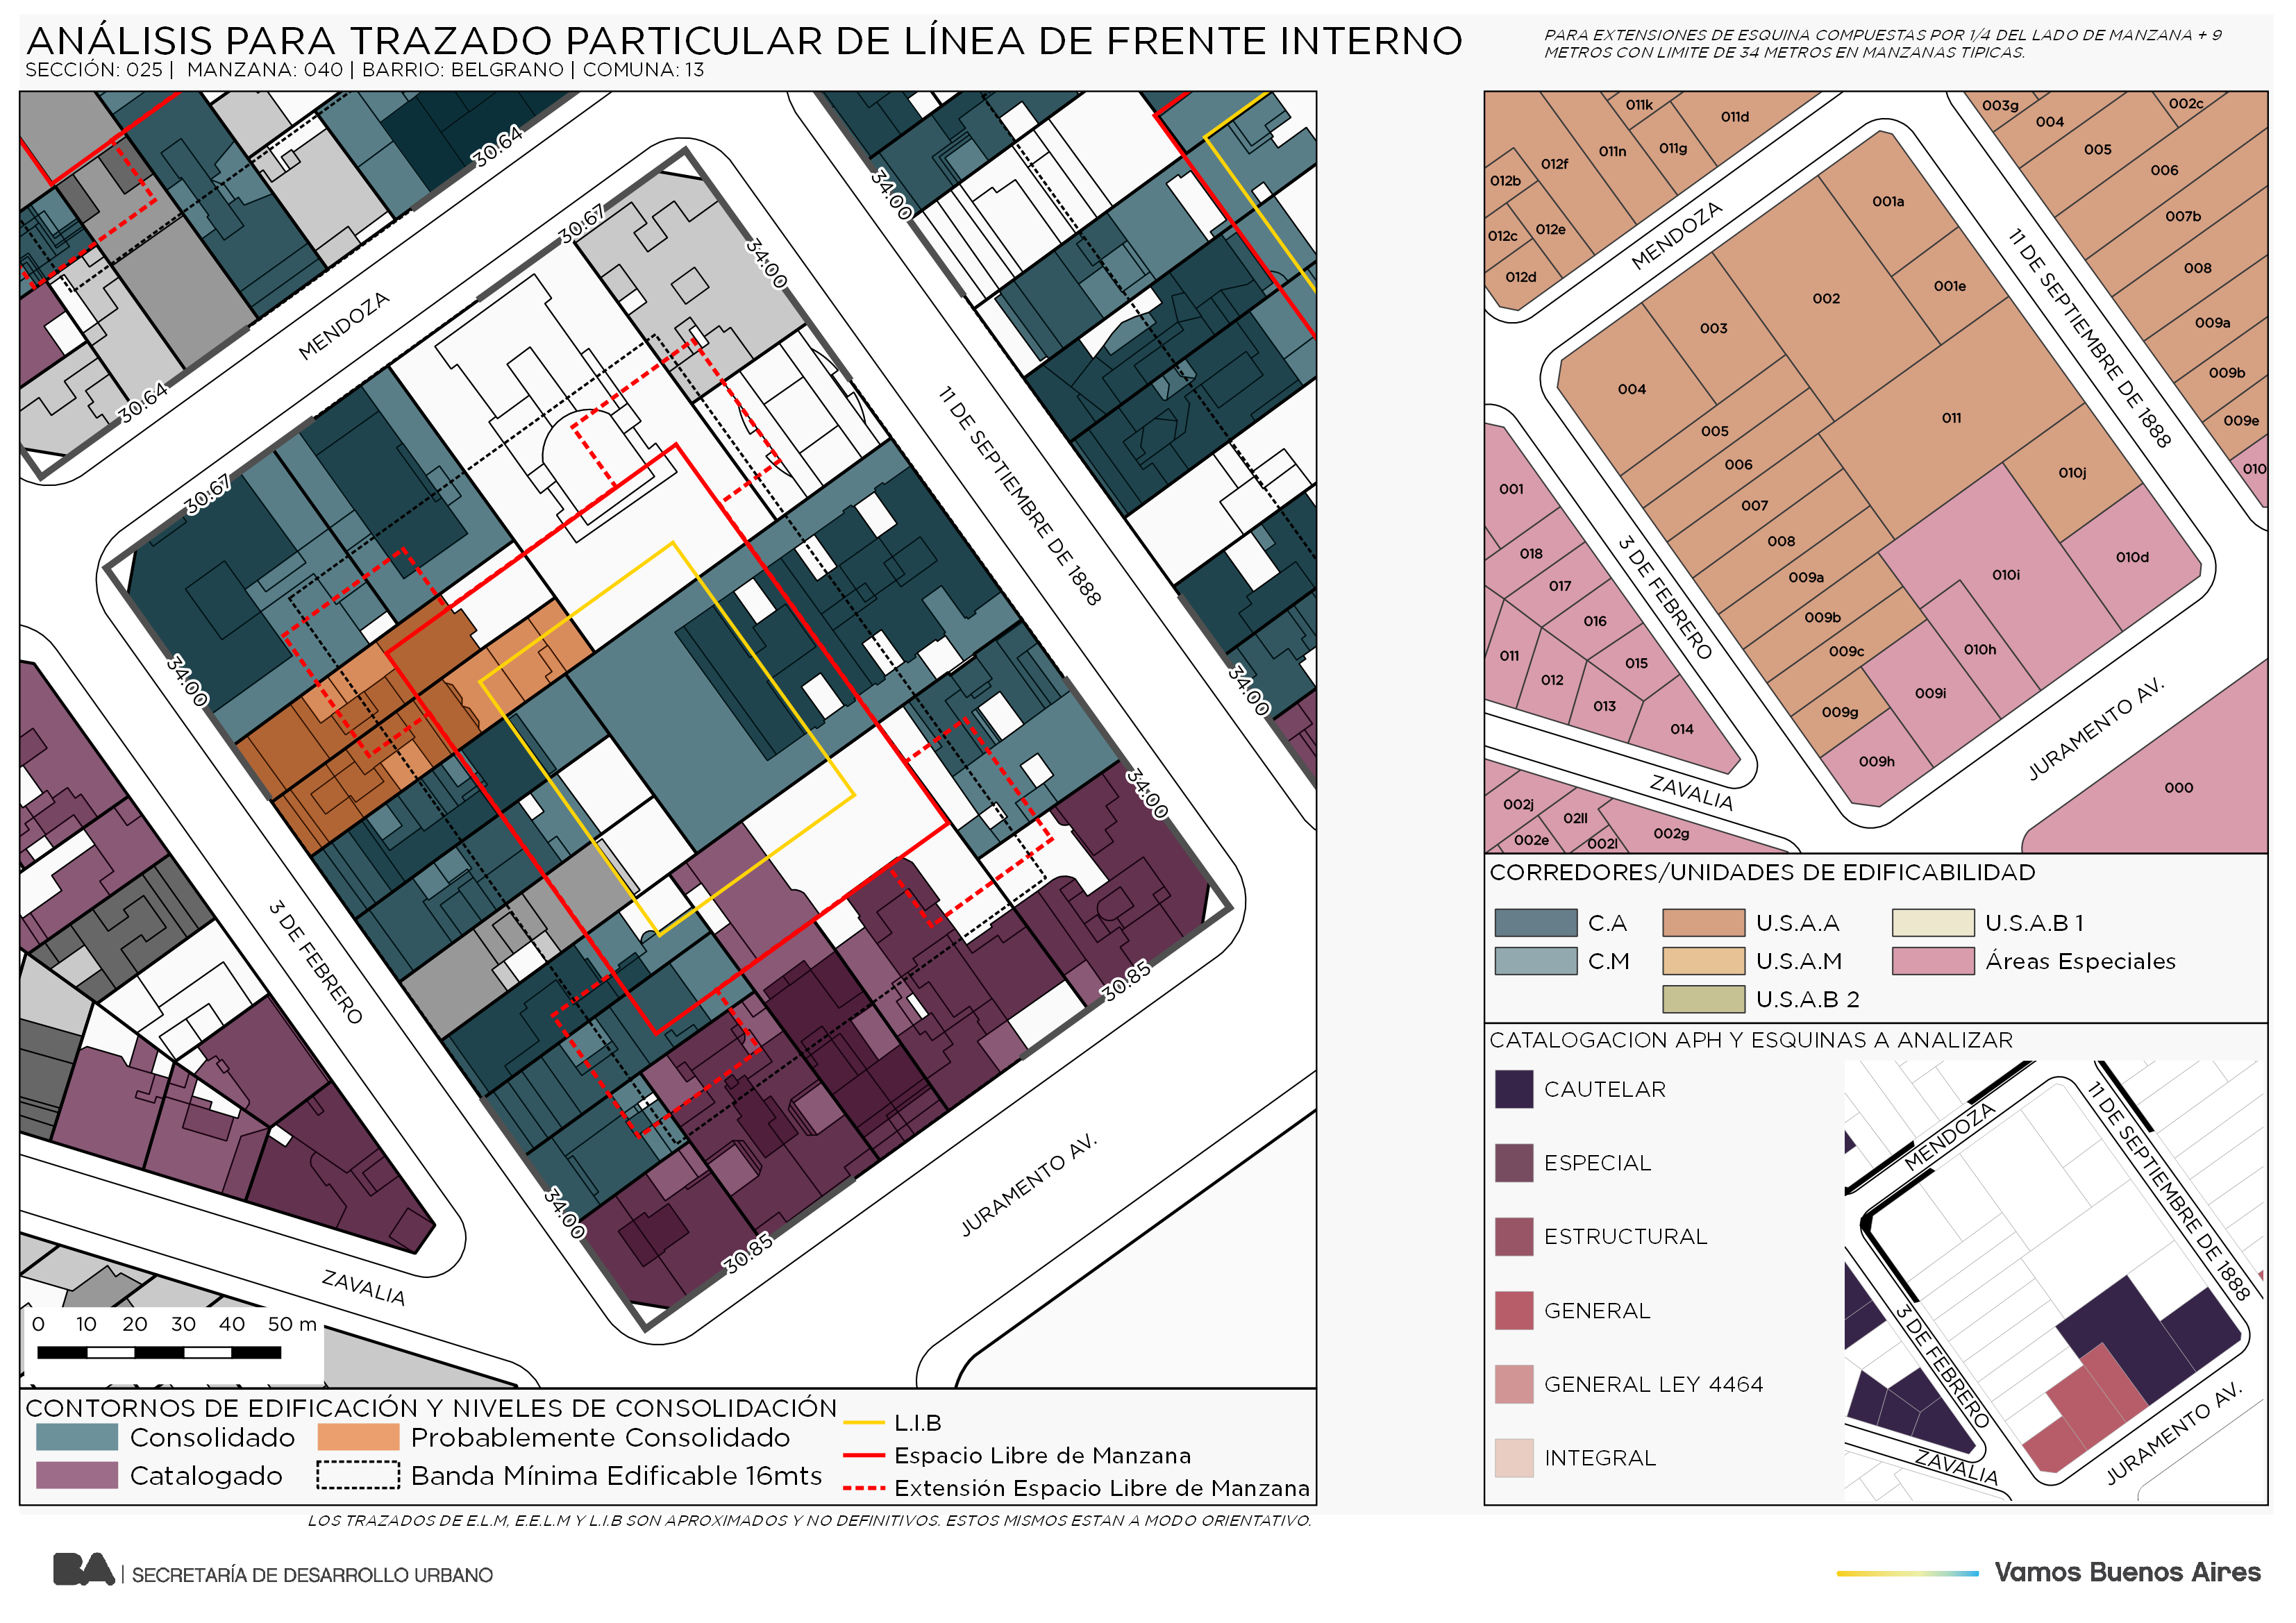 ANÁLISIS PARA TRAZADO PARTICULAR DE LÍNEA DE FRENTE INTERNO
SECCIÓN: 025 | MANZANA: 040 | BARRIO: BELGRANO | COMUNA: 13
PARA EXTENSIONES DE ESQUINA COMPUESTAS POR 1/4 DEL LADO DE MANZANA + 9
METROS CON LIMITE DE 34 METROS EN MANZANAS TIPICAS.
30.64
30.67
34.00
34.00
MENDOZA
30.64
30.67
34.00
11 DE SEPTIEMBRE DE 1888
34.00
34.00
3 DE FEBRERO
30.85
34.00
30.85
JURAMENTO AV.
ZAVALIA
0 10 20 30 40 50 m
CONTORNOS DE EDIFICACIÓN Y NIVELES DE CONSOLIDACIÓN
Consolidado
Probablemente Consolidado
Catalogado
Banda Mínima Edificable 16mts
L.I.B
Espacio Libre de Manzana
Extensión Espacio Libre de Manzana
LOS TRAZADOS DE E.L.M, E.E.L.M Y L.I.B SON APROXIMADOS Y NO DEFINITIVOS. ESTOS MISMOS ESTAN A MODO ORIENTATIVO.
011k
011d
003g
002c
004
012f
011n
011g
005
012b
006
001a
007b
012c
012e
MENDOZA
012d
001e
008
002
003
11 DE SEPTIEMBRE DE 1888
009a
004
009b
011
009e
005
006
010j
010
001
007
018
008
3 DE FEBRERO
010d
017
009a
010i
016
009b
009c
010h
011
015
012
009i
013
009g
014
009h
JURAMENTO AV.
ZAVALIA
000
002j
02ll
002g
002e
002l
CORREDORES/UNIDADES DE EDIFICABILIDAD
C.A
U.S.A.A
U.S.A.B 1
C.M
U.S.A.M
Áreas Especiales
U.S.A.B 2
CATALOGACION APH Y ESQUINAS A ANALIZAR
CAUTELAR
ESPECIAL
ESTRUCTURAL
GENERAL
GENERAL LEY 4464
INTEGRAL
MENDOZA
11 DE SEPTIEMBRE DE 1888
3 DE FEBRERO
JURAMENTO AV.
ZAVALIA
BA | SECRETARÍA DE DESARROLLO URBANO
Vamos Buenos Aires